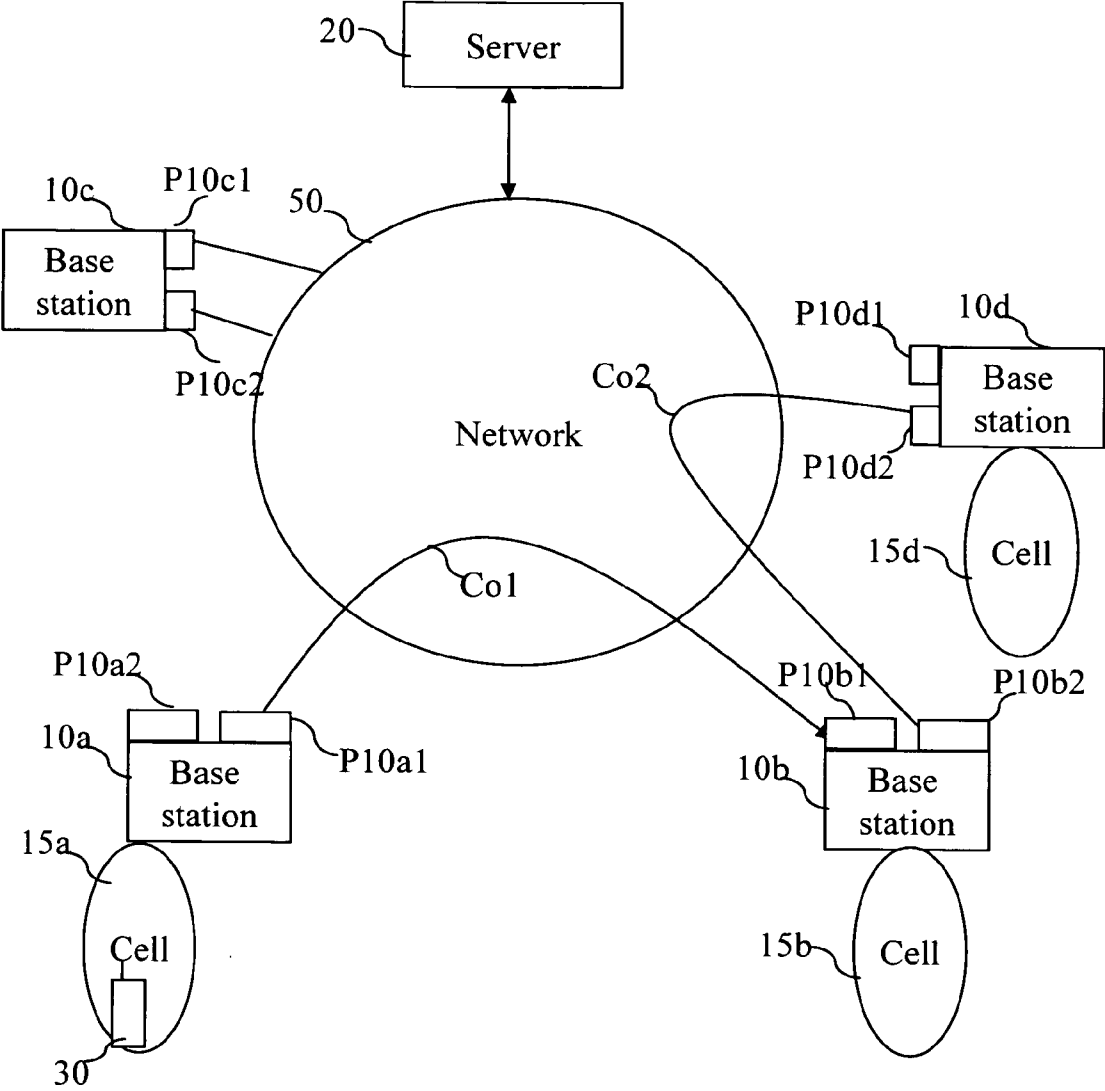 20
Server
P10c1
10c
50
Base
station
P10c2
P10d1
10d
Base
station
Co2
Network
P10d2
15d
Cell
Co1
P10a2
P10b1
P10b2
10a
P10a1
Base
station
10b
Base
station
15a
Cell
15b
Cell
30